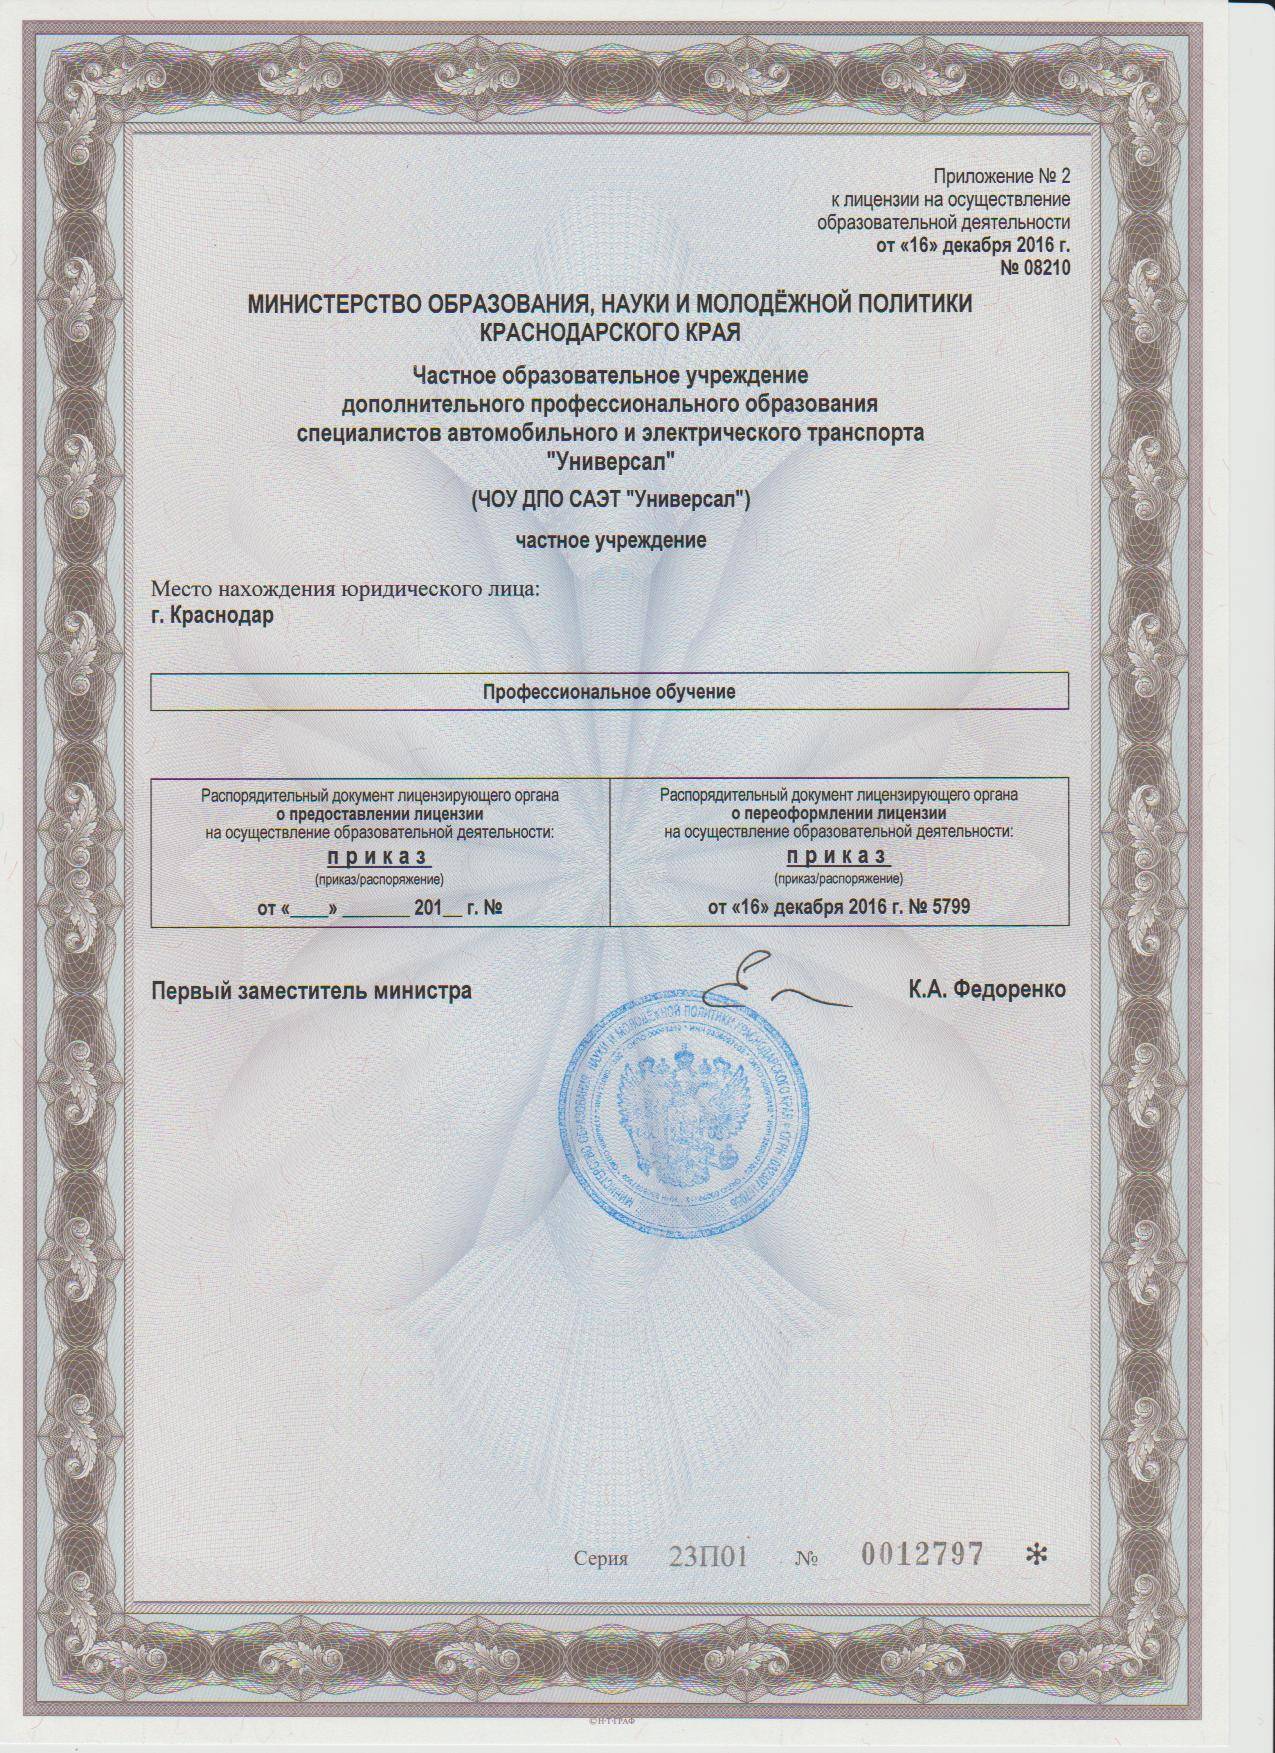 Приложение № 2
к лицензии на осуществление
образовательной деятельности
от «16» декабря 2016 г.
№ 08210
МИНИСТЕРСТВО ОБРАЗОВАНИЯ, НАУКИ И МОЛОДЁЖНОЙ ПОЛИТИКИ
КРАСНОДАРСКОГО КРАЯ
Частное образовательное учреждение
дополнительного профессионального образования
специалистов автомобильного и электрического транспорта
"Универсал"
(ЧОУ ДПО САЭТ "Универсал")
частное учреждение
Место нахождения юридического лица:
г. Краснодар
Профессиональное обучение
Распорядительный документ лицензирующего органа
о предоставлении лицензии
на осуществление образовательной деятельности:
приказ
(приказ/распоряжение)
от «____» _______ 201__ г. №
Распорядительный документ лицензирующего органа
о переоформлении лицензии
на осуществление образовательной деятельности:
приказ
(приказ/распоряжение)
от «16» декабря 2016 г. № 5799
Первый заместитель министра
К.А. Федоренко
МИНИСТЕРСТВО ОБРАЗОВАНИЯ, НАУКИ И МОЛОДЕЖНОЙ ПОЛИТИКИ КРАСНОДАРСКОГО КРАЯ
Серия 23П01 № 0012797 *
© Н-Т-ГРАФ